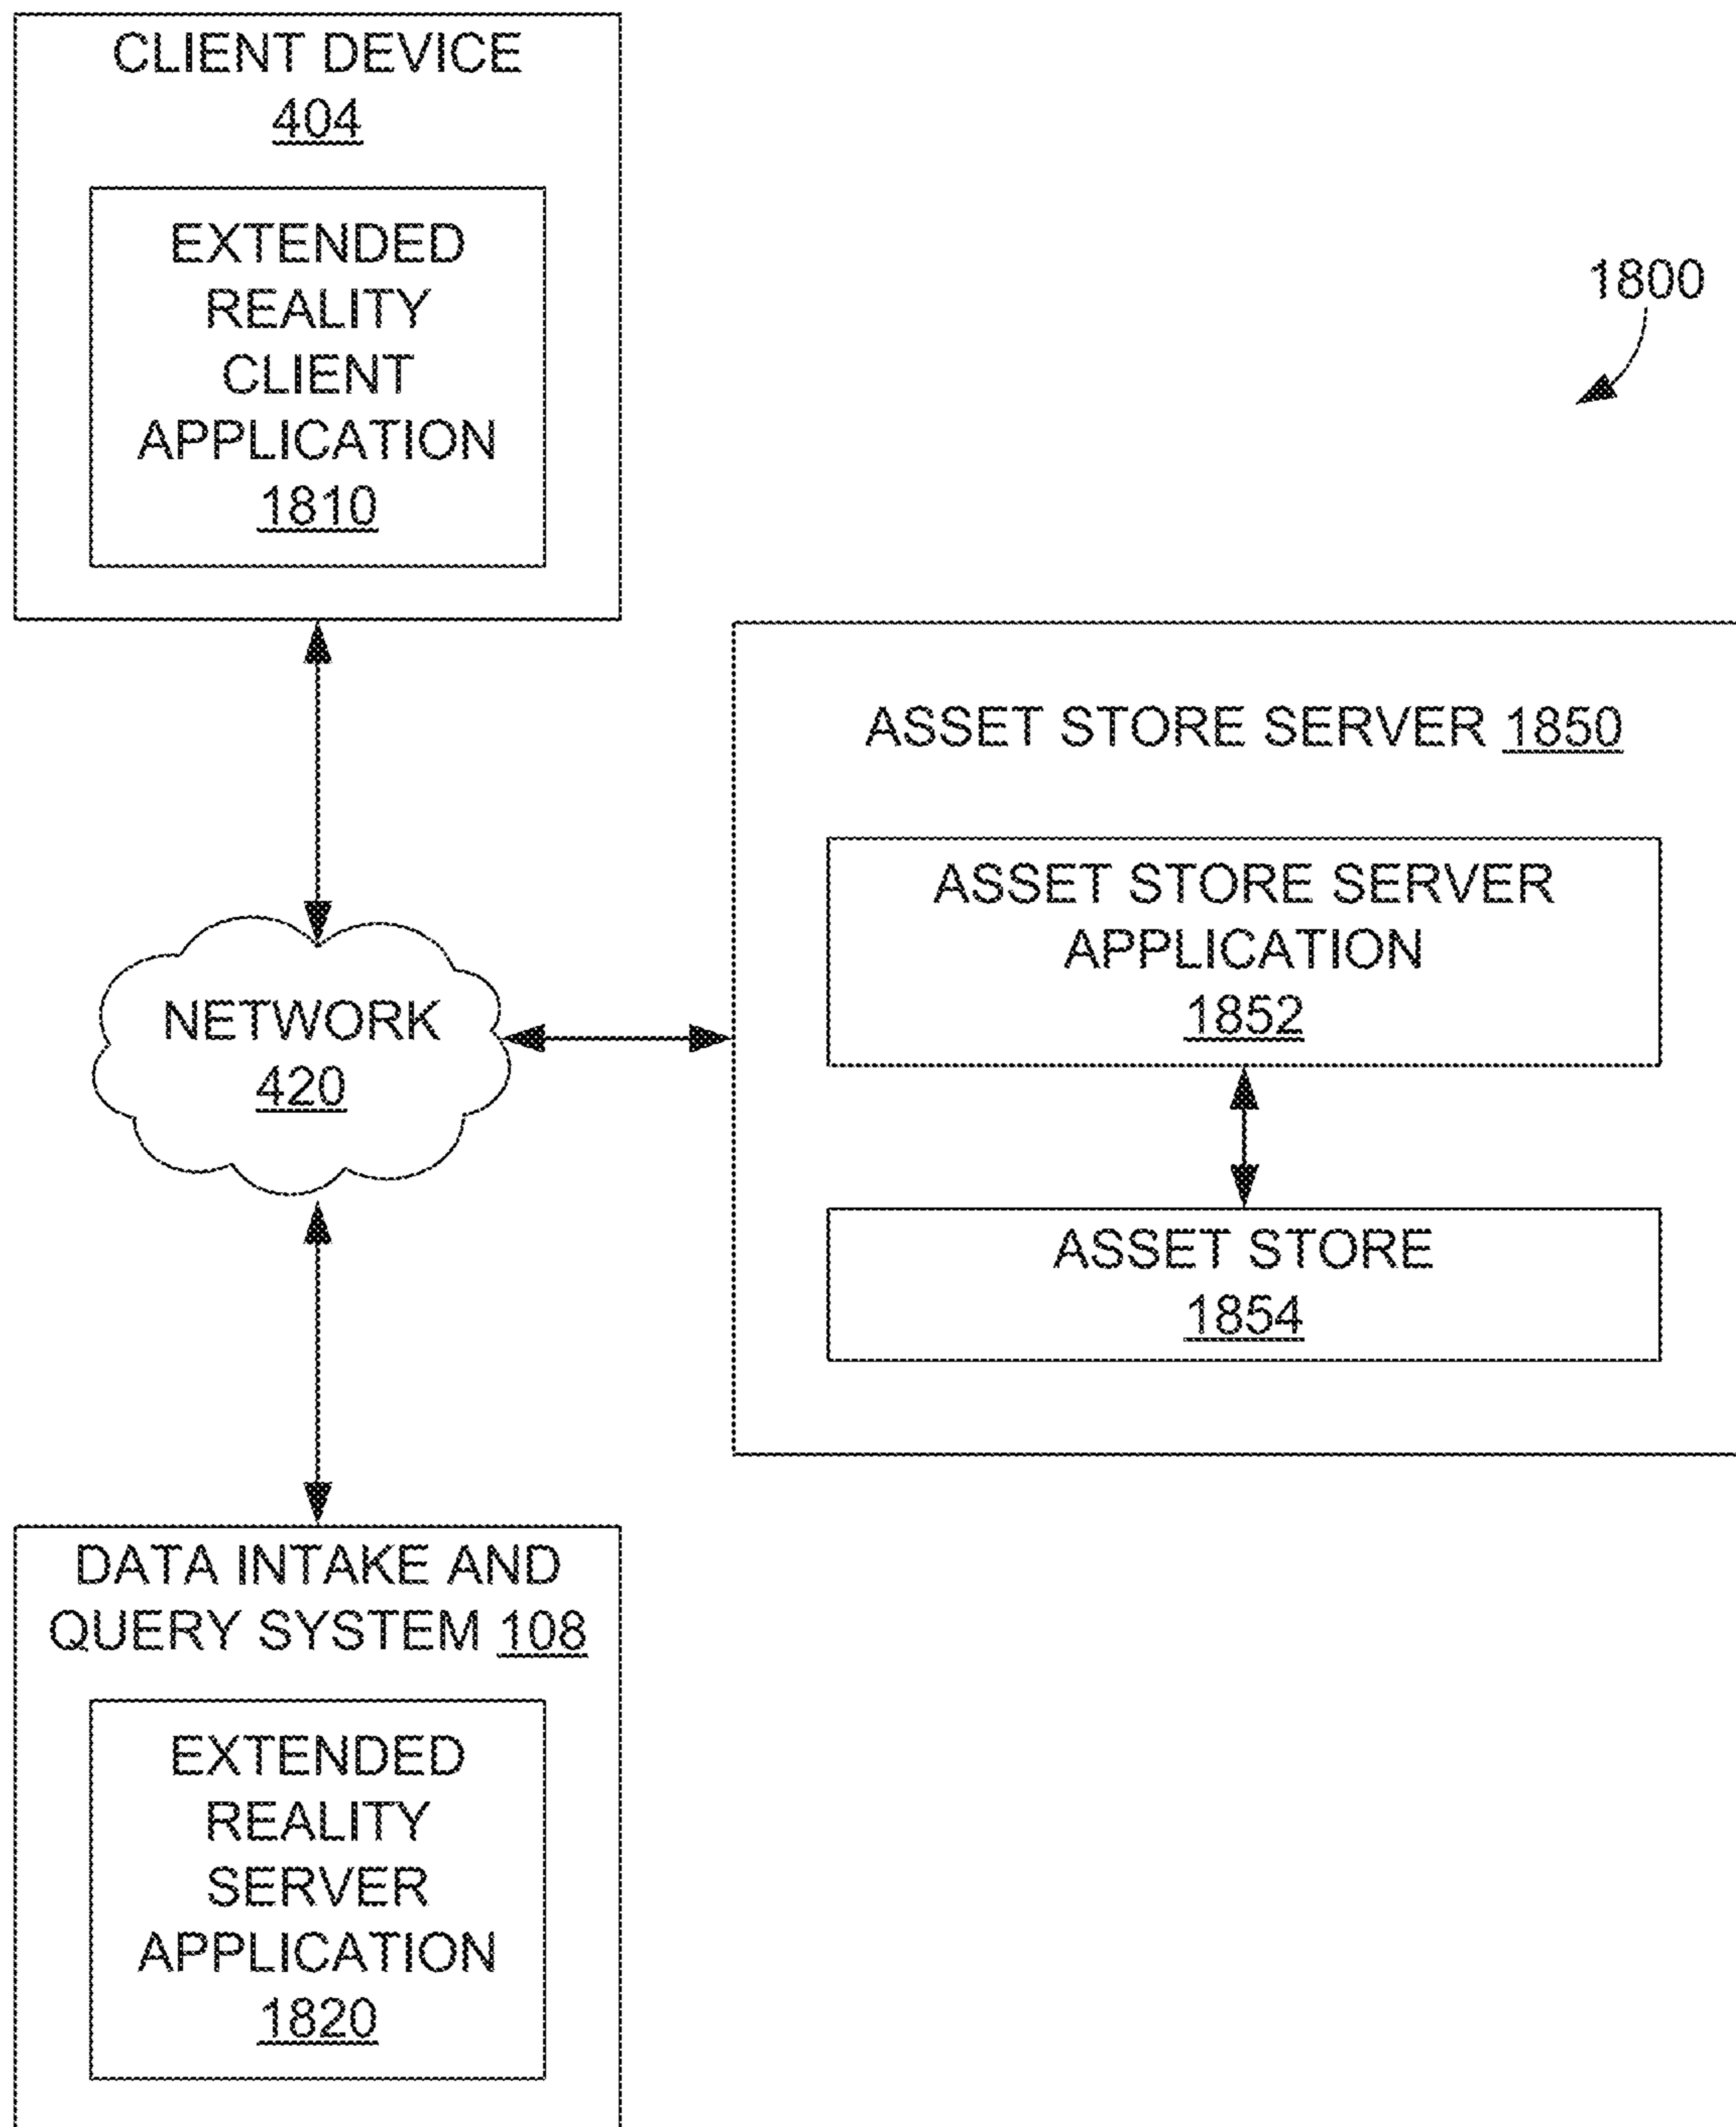 CLIENT DEVICE
404
EXTENDED
REALITY
CLIENT
APPLICATION
1810
1800
ASSET STORE SERVER 1850
ASSET STORE SERVER
APPLICATION
1852
NETWORK
420
ASSET STORE
1854
DATA INTAKE AND
QUERY SYSTEM 108
EXTENDED
REALITY
SERVER
APPLICATION
1820